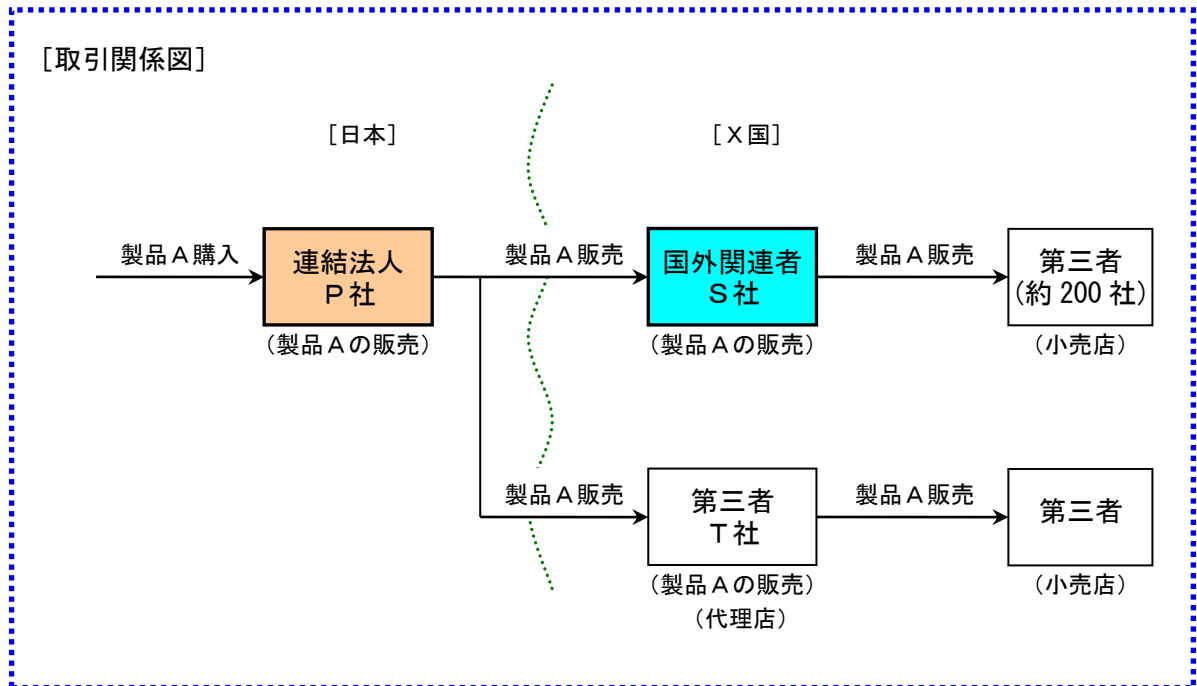 [取引関係図]
[日本]
[X国]
製品A購入
連結法人
P社
(製品Aの販売)
製品A販売
国外関連者
S社
(製品Aの販売)
製品A販売
第三者
(約 200 社)
(小売店)
製品A販売
第三者
T社
(製品Aの販売)
(代理店)
製品A販売
第三者
(小売店)